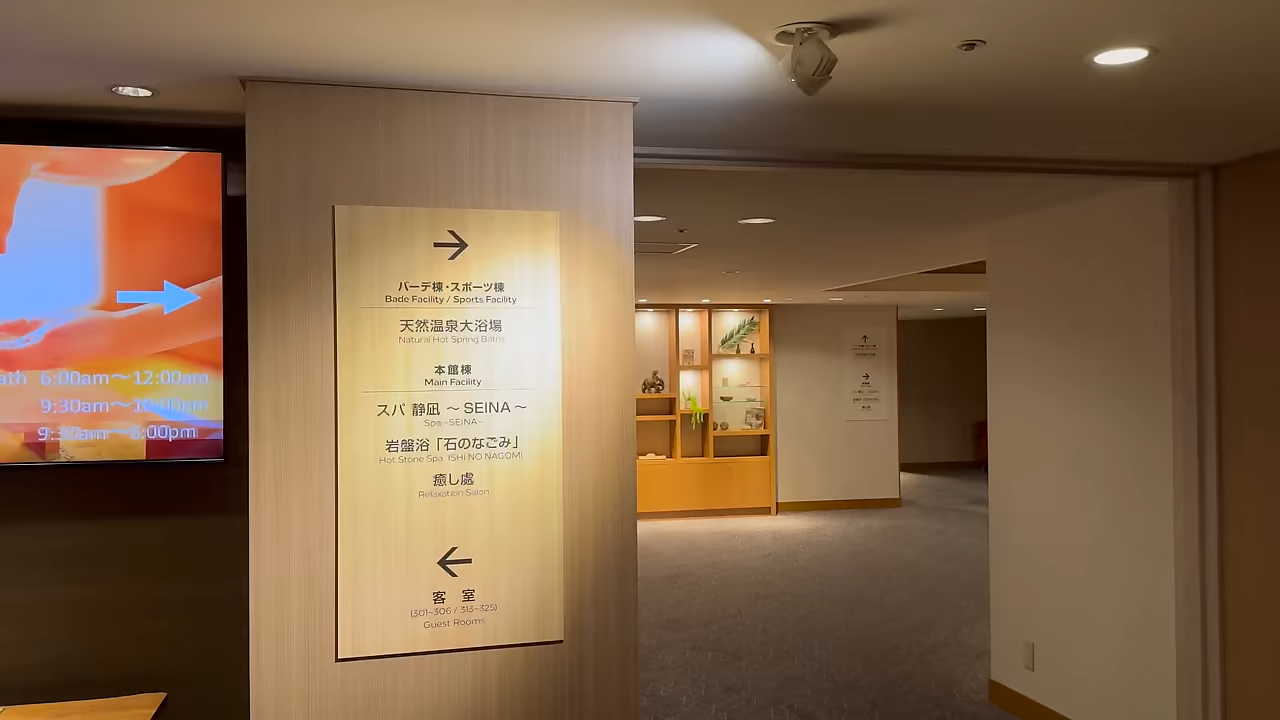 →
バーデ棟・スポーツ棟
Bade Facility / Sports Facility
天然温泉大浴場
Natural Hot Spring Baths
本館棟
Main Facility
スパ 静凪 ～SEINA～
Spa ~SEINA~
岩盤浴「石のなごみ」
Hot Stone Spa ISHI NO NAGOMI
癒し處
Relaxation Salon
←
客 室
(301~306 / 313~325)
Guest Rooms
ath 6:00am～12:00am
9:30am～10:00pm
9:30am～6:00pm